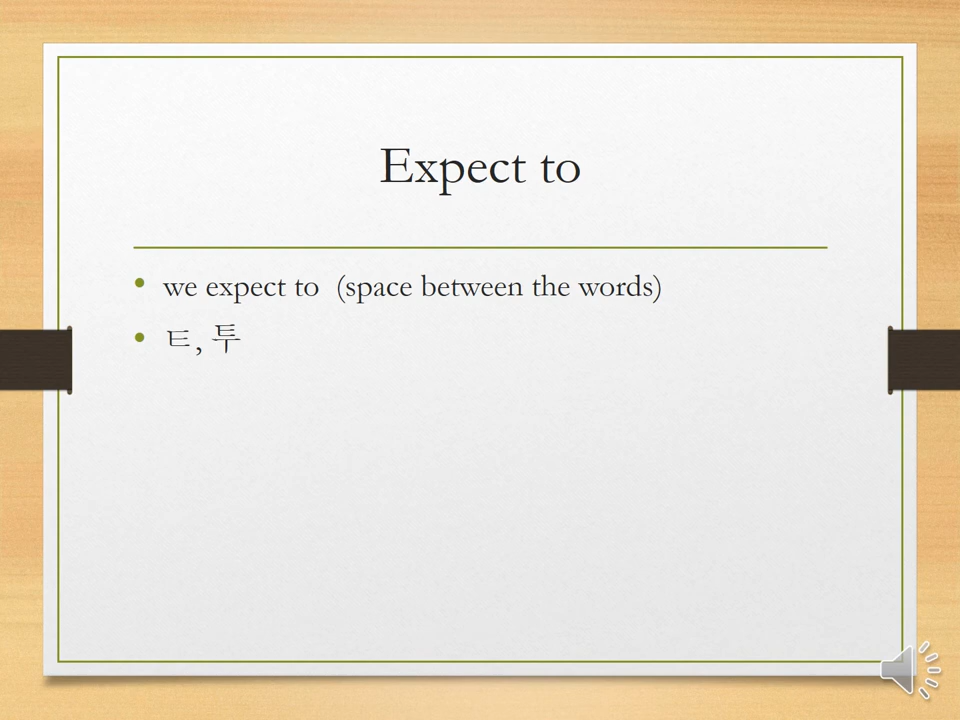 Expect to
• we expect to  (space between the words)
• ㅌ, 투